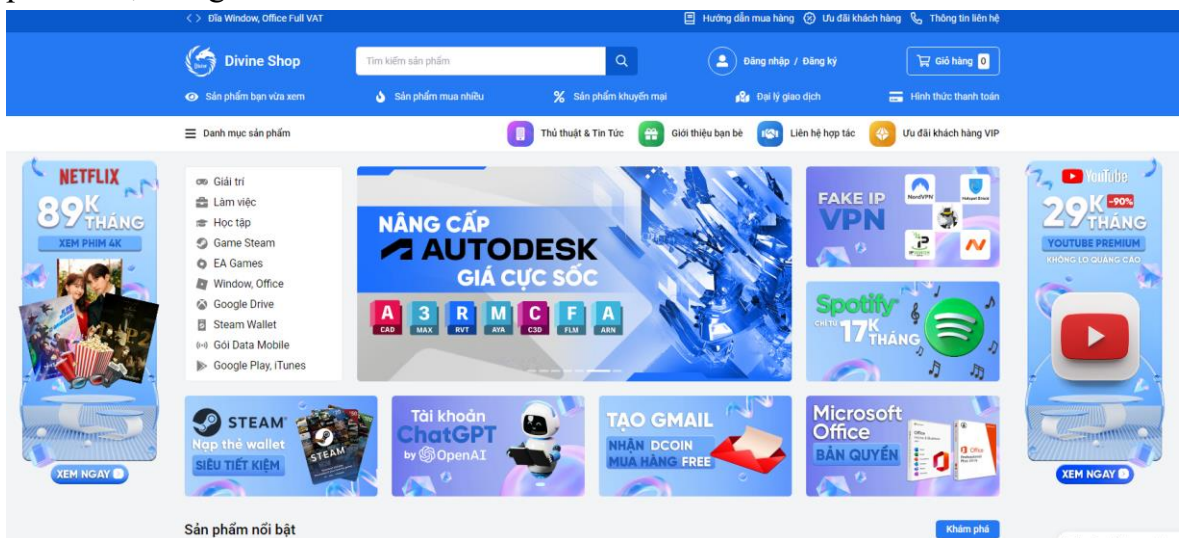 Đĩa Window, Office Full VAT
Hướng dẫn mua hàng
Ưu đãi khách hàng
Thông tin liên hệ
Divine Shop
Tìm kiếm sản phẩm
Đăng nhập / Đăng ký
Giỏ hàng 0
Sản phẩm bạn vừa xem
Sản phẩm mua nhiều
Sản phẩm khuyến mại
Đại lý giao dịch
Hình thức thanh toán
Danh mục sản phẩm
Thủ thuật & Tin Tức
Giới thiệu bạn bè
Liên hệ hợp tác
Ưu đãi khách hàng VIP
NETFLIX
89K
THÁNG
XEM PHIM 4K
XEM NGAY
Giải trí
Làm việc
Học tập
Game Steam
EA Games
Window, Office
Google Drive
Steam Wallet
Gói Data Mobile
Google Play, iTunes
NÂNG CẤP
AUTODESK
GIÁ CỰC SỐC
A CAD
3 MAX
R RVT
M AYA
C C3D
F FLM
A ARN
FAKE IP
VPN
NordVPN
Spotify
CHỈ TỪ
17K
THÁNG
YouTube
29K
-90%
THÁNG
YOUTUBE PREMIUM
KHÔNG LO QUẢNG CÁO
XEM NGAY
STEAM
Nạp thẻ wallet
SIÊU TIẾT KIỆM
STEAM
Tài khoản
ChatGPT
by OpenAI
TẠO GMAIL
NHẬN DCOIN
MUA HÀNG FREE
Microsoft
Office
BẢN QUYỀN
Sản phẩm nổi bật
Khám phá